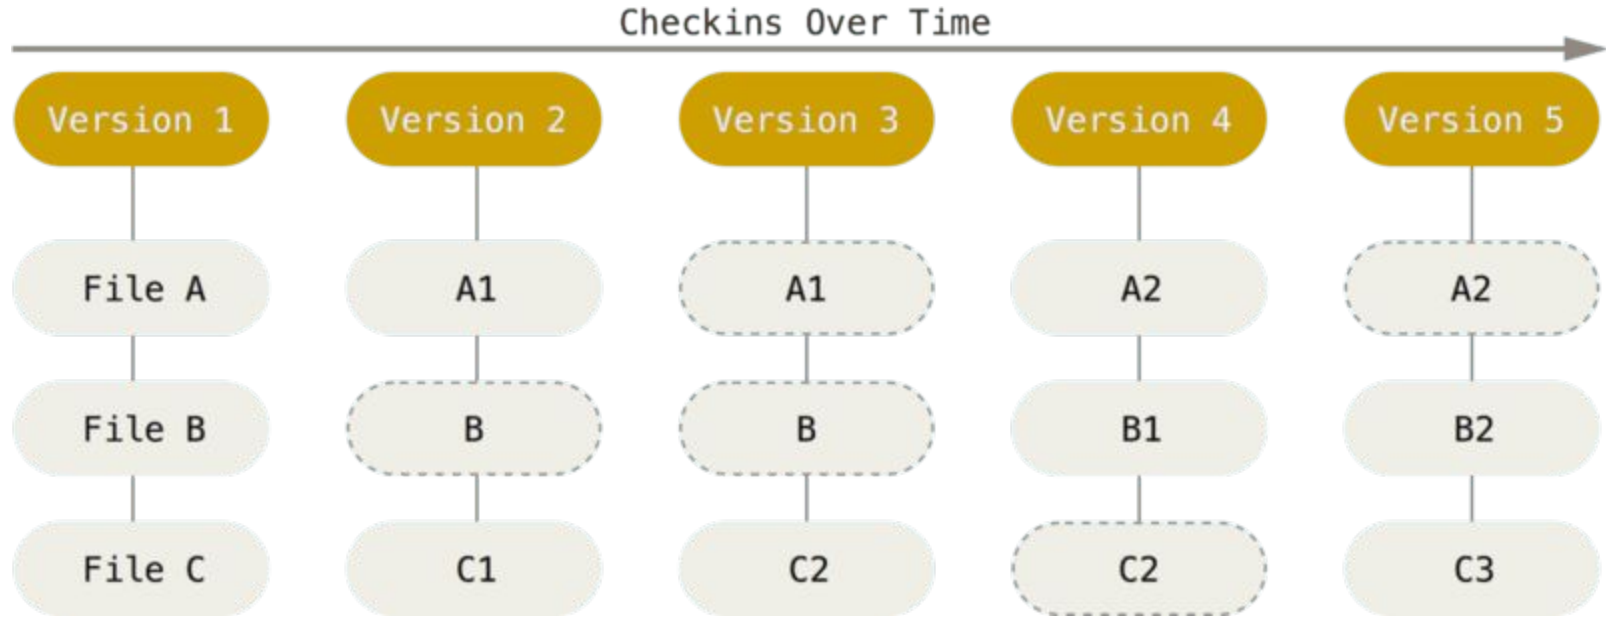 Checkins Over Time
Version 1 Version 2 Version 3 Version 4 Version 5
File A A1 A1 A2 A2
File B B B B1 B2
File C C1 C2 C2 C3